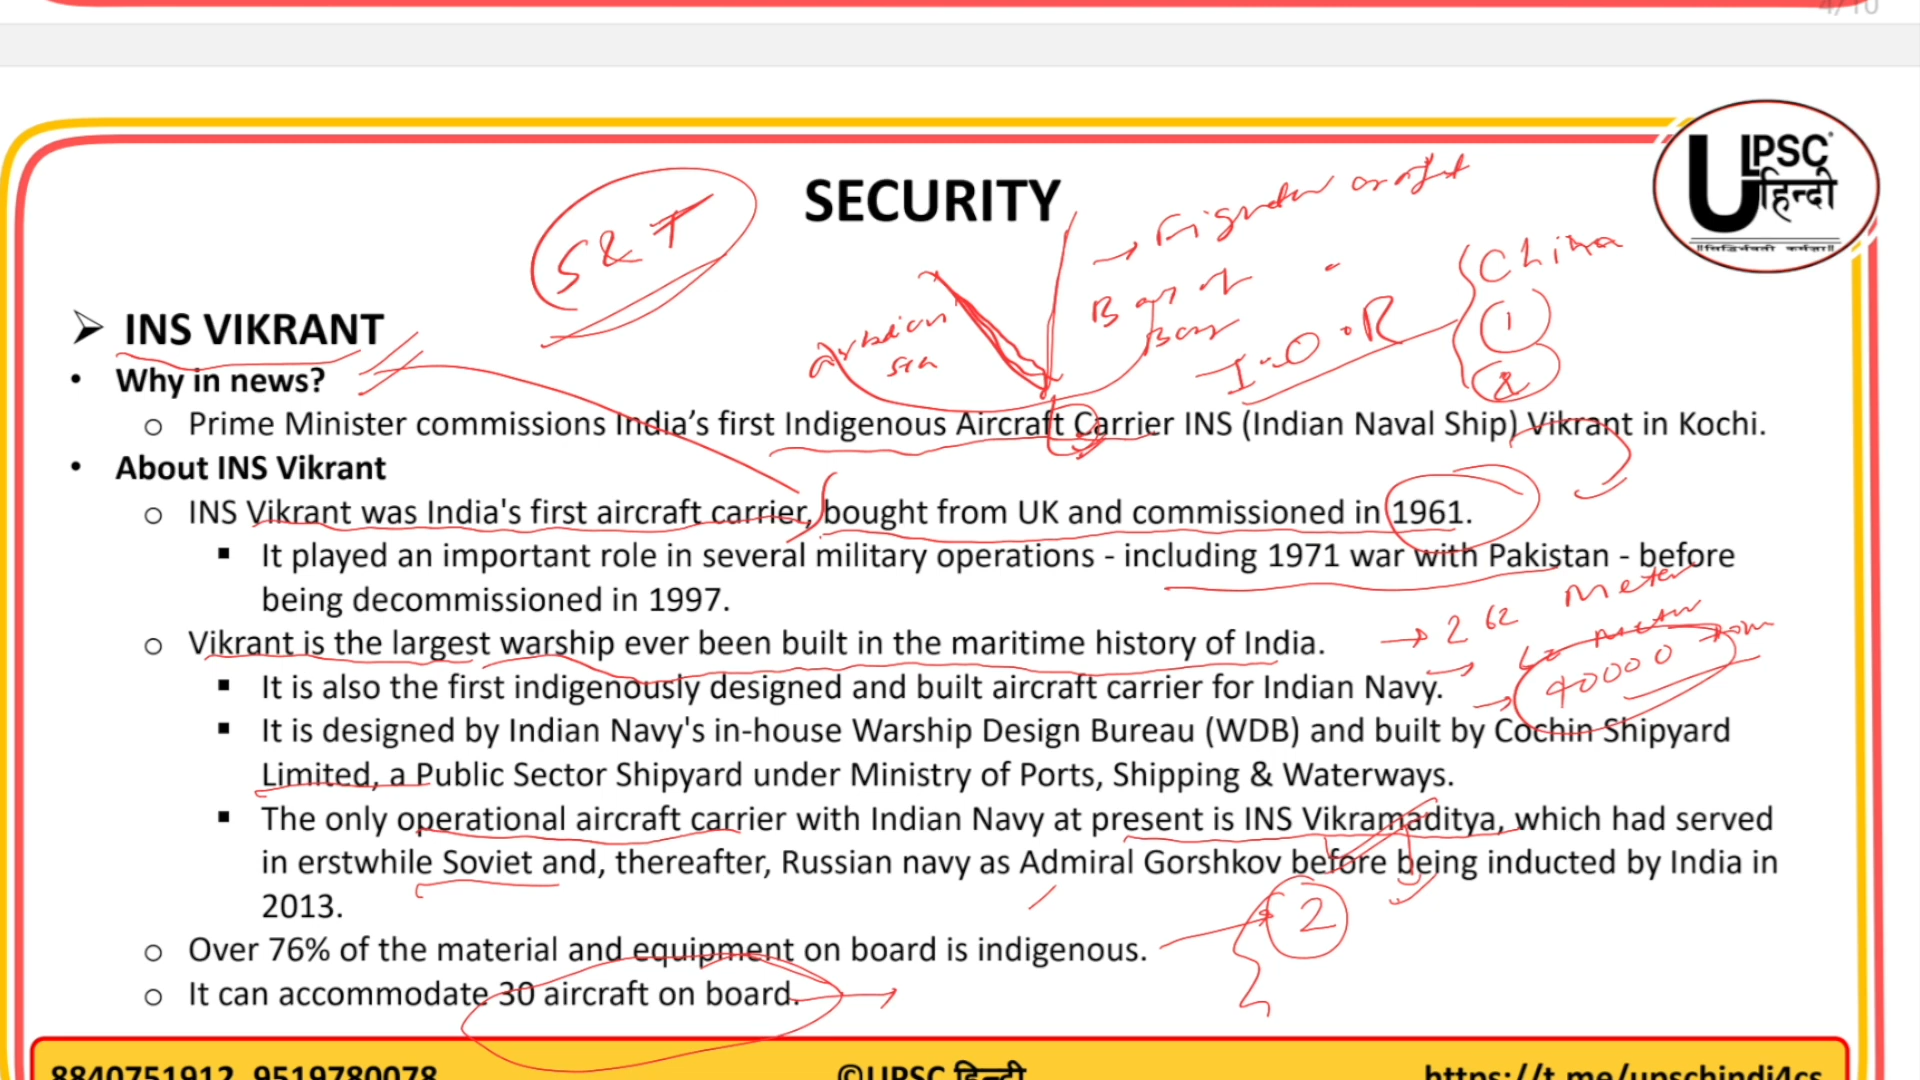 4/10
UPSC
हिन्दी
SECURITY
S & T
Arabian
sea
Bay of
I.O.R
China
1
2
➢ INS VIKRANT
• Why in news?
o Prime Minister commissions India's first Indigenous Aircraft Carrier INS (Indian Naval Ship) Vikrant in Kochi.
• About INS Vikrant
o INS Vikrant was India's first aircraft carrier, bought from UK and commissioned in 1961.
▪ It played an important role in several military operations - including 1971 war with Pakistan - before
being decommissioned in 1997.
→ 262 Meter
o Vikrant is the largest warship ever been built in the maritime history of India.
40000
▪ It is also the first indigenously designed and built aircraft carrier for Indian Navy.
▪ It is designed by Indian Navy's in-house Warship Design Bureau (WDB) and built by Cochin Shipyard
Limited, a Public Sector Shipyard under Ministry of Ports, Shipping & Waterways.
▪ The only operational aircraft carrier with Indian Navy at present is INS Vikramaditya, which had served
in erstwhile Soviet and, thereafter, Russian navy as Admiral Gorshkov before being inducted by India in
2013.
2
o Over 76% of the material and equipment on board is indigenous.
o It can accommodate 30 aircraft on board.
8840751912, 9519780078
©UPSC हिन्दी
https://t.me/upschindi4cs